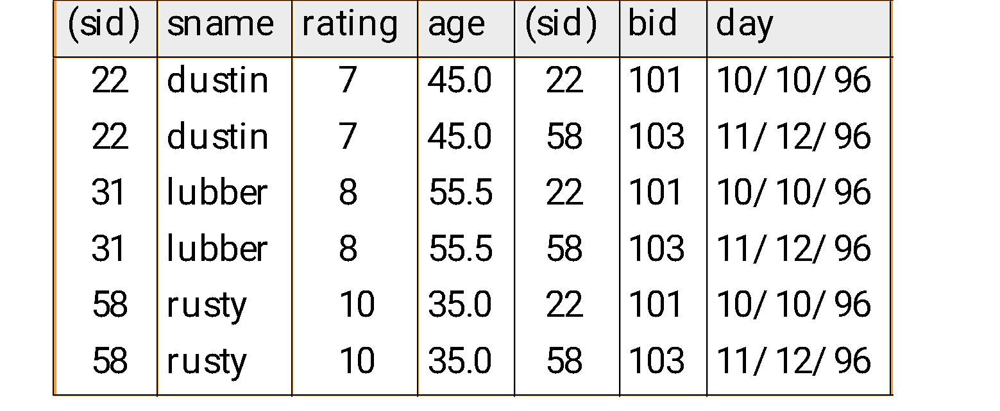 (sid) sname rating age (sid) bid day
22 dustin 7 45.0 22 101 10/ 10/ 96
22 dustin 7 45.0 58 103 11/ 12/ 96
31 lubber 8 55.5 22 101 10/ 10/ 96
31 lubber 8 55.5 58 103 11/ 12/ 96
58 rusty 10 35.0 22 101 10/ 10/ 96
58 rusty 10 35.0 58 103 11/ 12/ 96